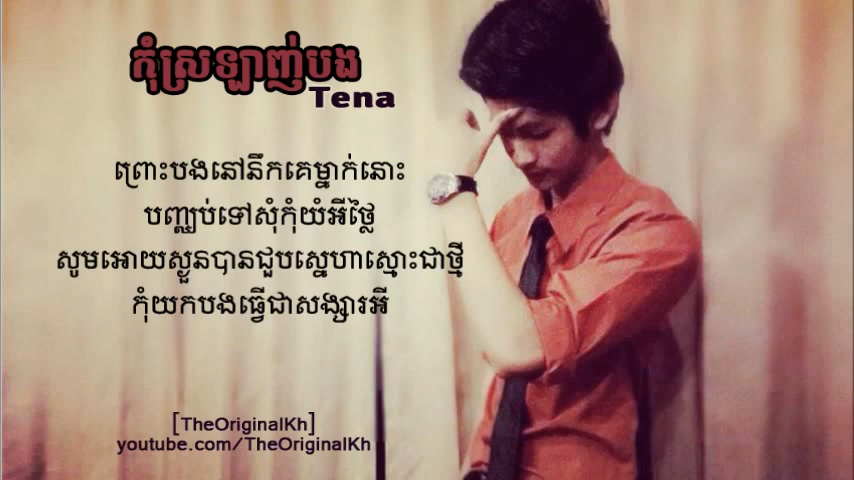 កុំស្រឡាញ់បង
Tena
ព្រោះបងនៅនឹកគេម្នាក់នោះ
បញ្ឈប់ទៅសុំកុំយំអីថ្លៃ
សូមអោយស្ងួនបានជួបស្នេហាស្មោះជាថ្មី
កុំយកបងធ្វើជាសង្សារអី
[TheOriginalKh]
youtube.com/TheOriginalKh